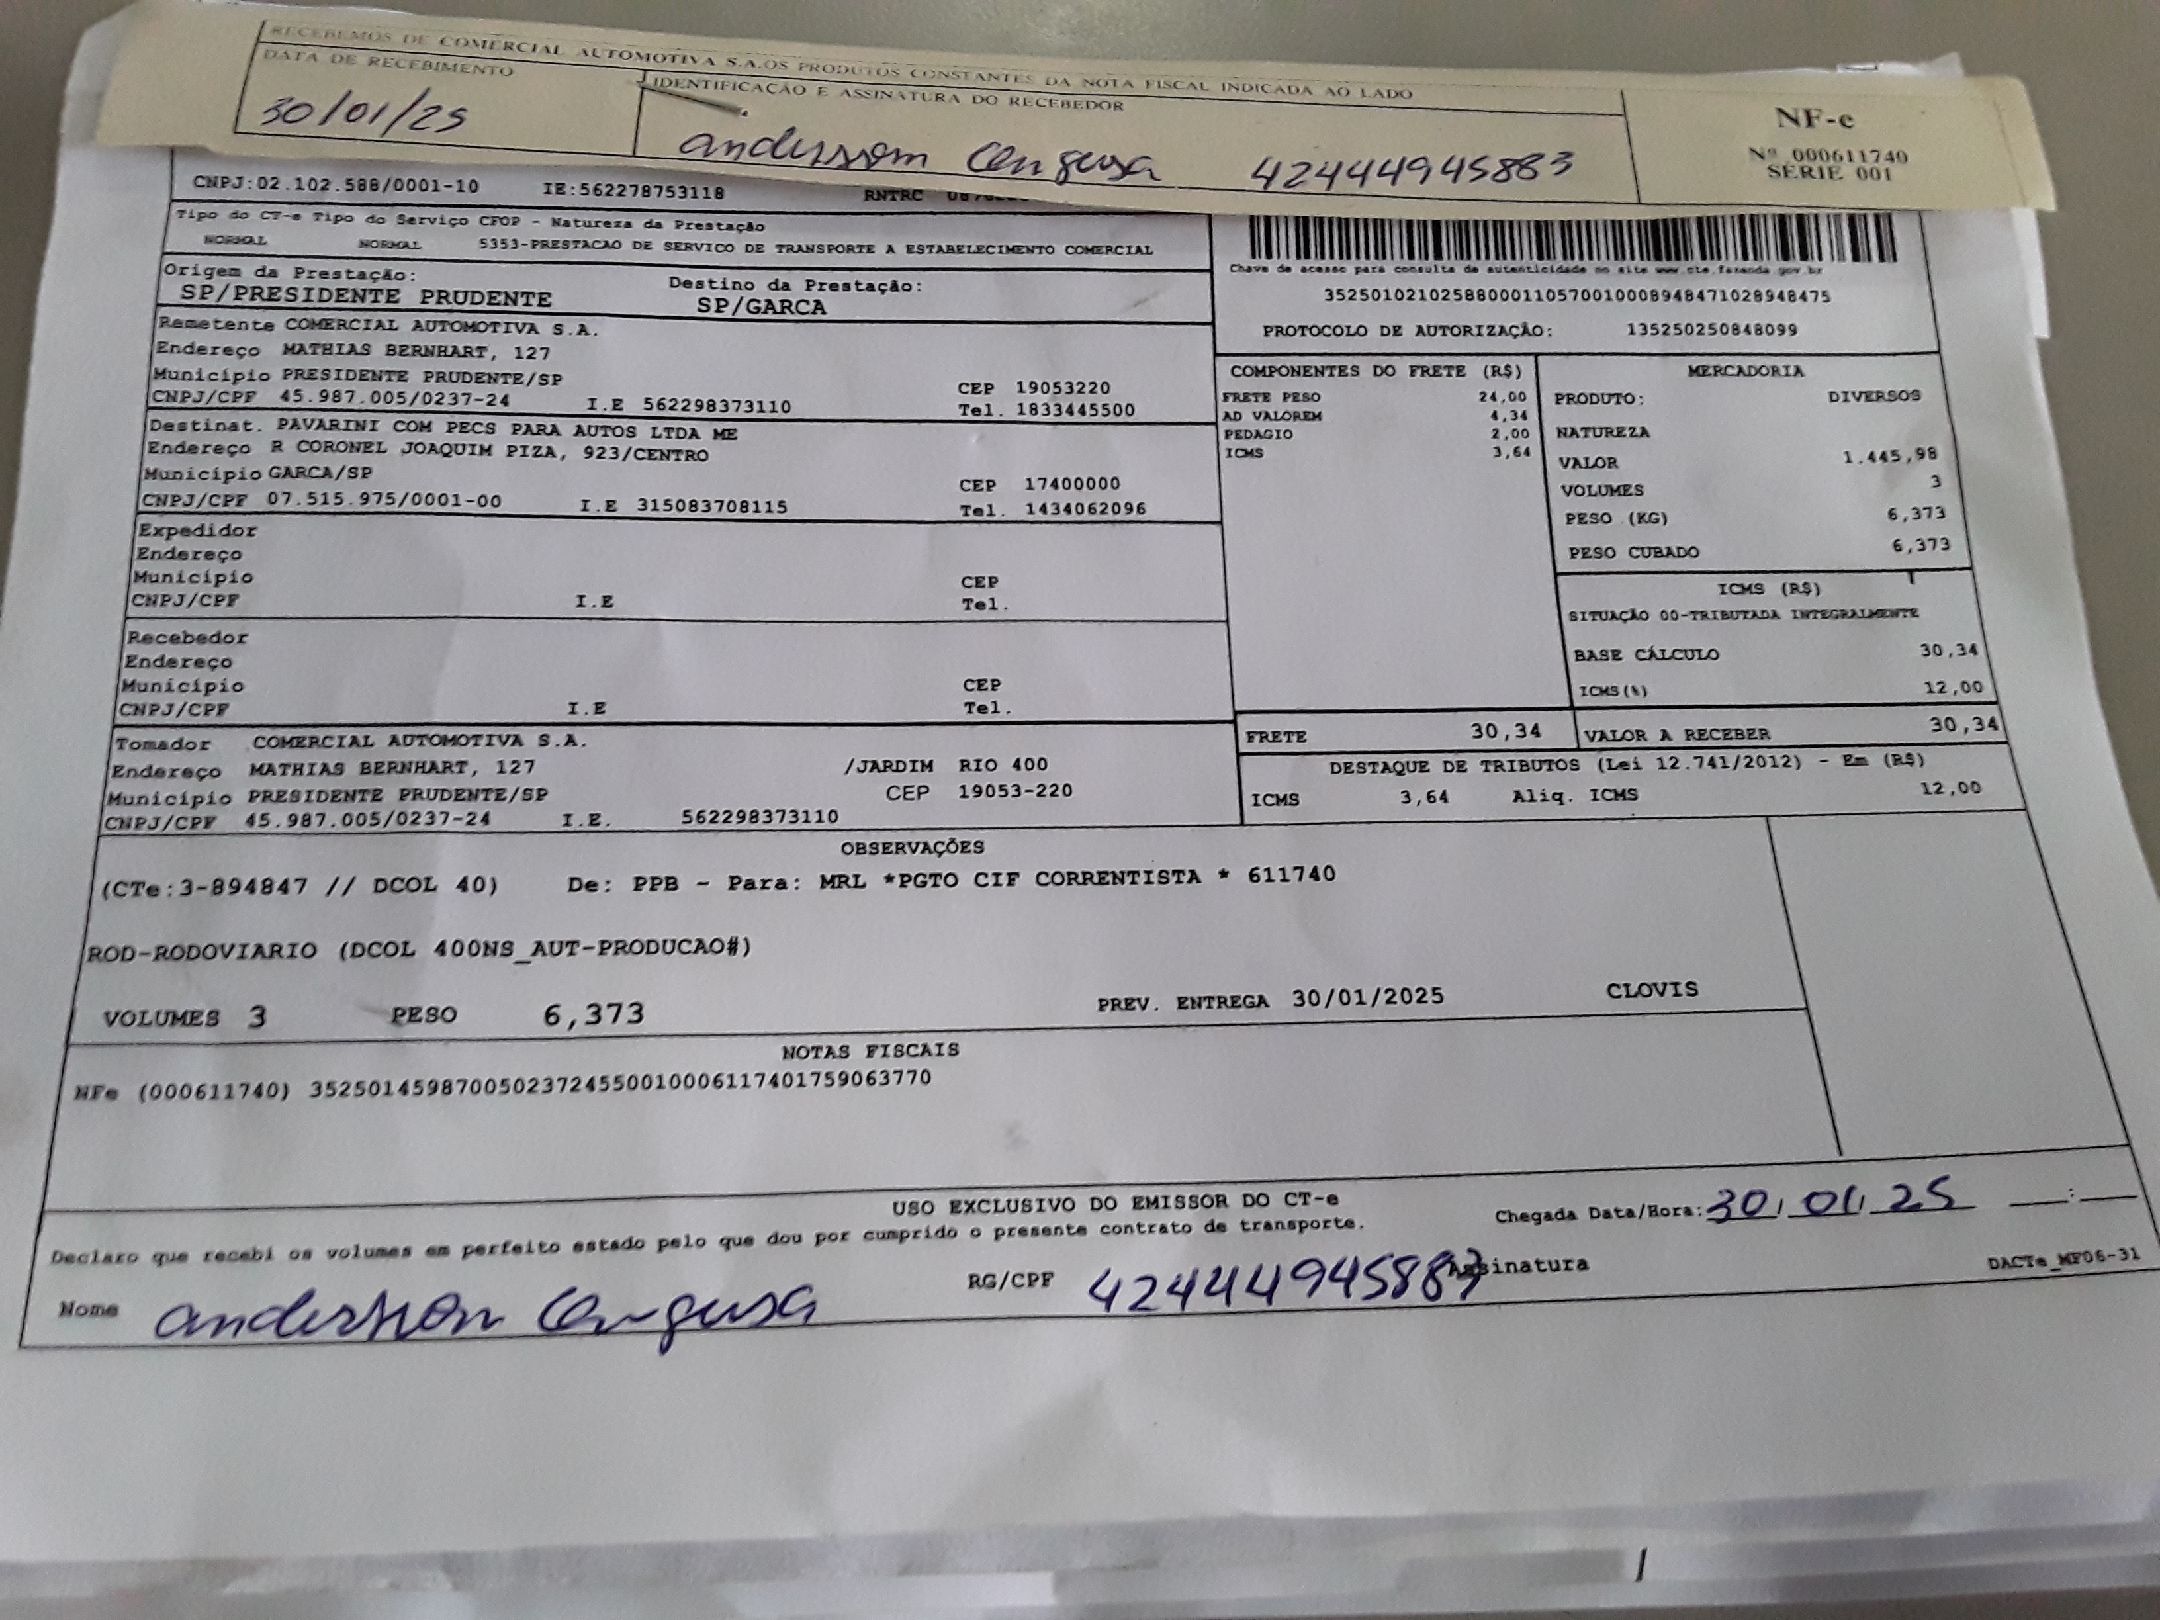 RECEBEMOS DE COMERCIAL AUTOMOTIVA S.A.OS PRODUTOS CONSTANTES DA NOTA FISCAL INDICADA AO LADO
DATA DE RECEBIMENTO
IDENTIFICAÇÃO E ASSINATURA DO RECEBEDOR
30/01/25
anderson 42444945883
NF-e
Nº 000611740
SÉRIE 001
CNPJ:02.102.588/0001-10 IE:562278753118 RNTRC
Tipo do CT-e Tipo do Serviço CFOP - Natureza da Prestação
NORMAL NORMAL 5353-PRESTACAO DE SERVICO DE TRANSPORTE A ESTABELECIMENTO COMERCIAL
Origem da Prestação: Destino da Prestação:
SP/PRESIDENTE PRUDENTE SP/GARCA
Remetente COMERCIAL AUTOMOTIVA S.A.
Endereço MATHIAS BERNHART, 127
Município PRESIDENTE PRUDENTE/SP CEP 19053220
CNPJ/CPF 45.987.005/0237-24 I.E 562298373110 Tel. 1833445500
Destinat. PAVARINI COM PECS PARA AUTOS LTDA ME
Endereço R CORONEL JOAQUIM PIZA, 923/CENTRO
Município GARCA/SP CEP 17400000
CNPJ/CPF 07.515.975/0001-00 I.E 315083708115 Tel. 1434062096
Expedidor
Endereço
Município CEP
CNPJ/CPF I.E Tel.
Recebedor
Endereço
Município CEP
CNPJ/CPF I.E Tel.
Tomador COMERCIAL AUTOMOTIVA S.A.
Endereço MATHIAS BERNHART, 127 /JARDIM RIO 400
Município PRESIDENTE PRUDENTE/SP CEP 19053-220
CNPJ/CPF 45.987.005/0237-24 I.E. 562298373110
Chave de acesso para consulta de autenticidade no site www.cte.fazenda.gov.br
35250102102588000110570010008948471028948475
PROTOCOLO DE AUTORIZAÇÃO: 135250250848099
COMPONENTES DO FRETE (R$)
FRETE PESO 24,00
AD VALOREM 4,34
PEDAGIO 2,00
ICMS 3,64
MERCADORIA
PRODUTO: DIVERSOS
NATUREZA
VALOR 1.445,98
VOLUMES 3
PESO (KG) 6,373
PESO CUBADO 6,373
ICMS (R$)
SITUAÇÃO 00-TRIBUTADA INTEGRALMENTE
BASE CÁLCULO 30,34
ICMS(%) 12,00
FRETE 30,34 VALOR A RECEBER 30,34
DESTAQUE DE TRIBUTOS (Lei 12.741/2012) - Em (R$)
ICMS 3,64 Aliq. ICMS 12,00
OBSERVAÇÕES
(CTe:3-894847 // DCOL 40) De: PPB - Para: MRL *PGTO CIF CORRENTISTA * 611740
ROD-RODOVIARIO (DCOL 400NS_AUT-PRODUCAO#)
VOLUMES 3 PESO 6,373 PREV. ENTREGA 30/01/2025 CLOVIS
NOTAS FISCAIS
NFe (000611740) 35250145987005023724550010006117401759063770
USO EXCLUSIVO DO EMISSOR DO CT-e
Declaro que recebi os volumes em perfeito estado pelo que dou por cumprido o presente contrato de transporte.
Chegada Data/Hora: 30/01/25 __:__
Nome anderson RG/CPF 42444945883 Assinatura
DACTe_MF06-31